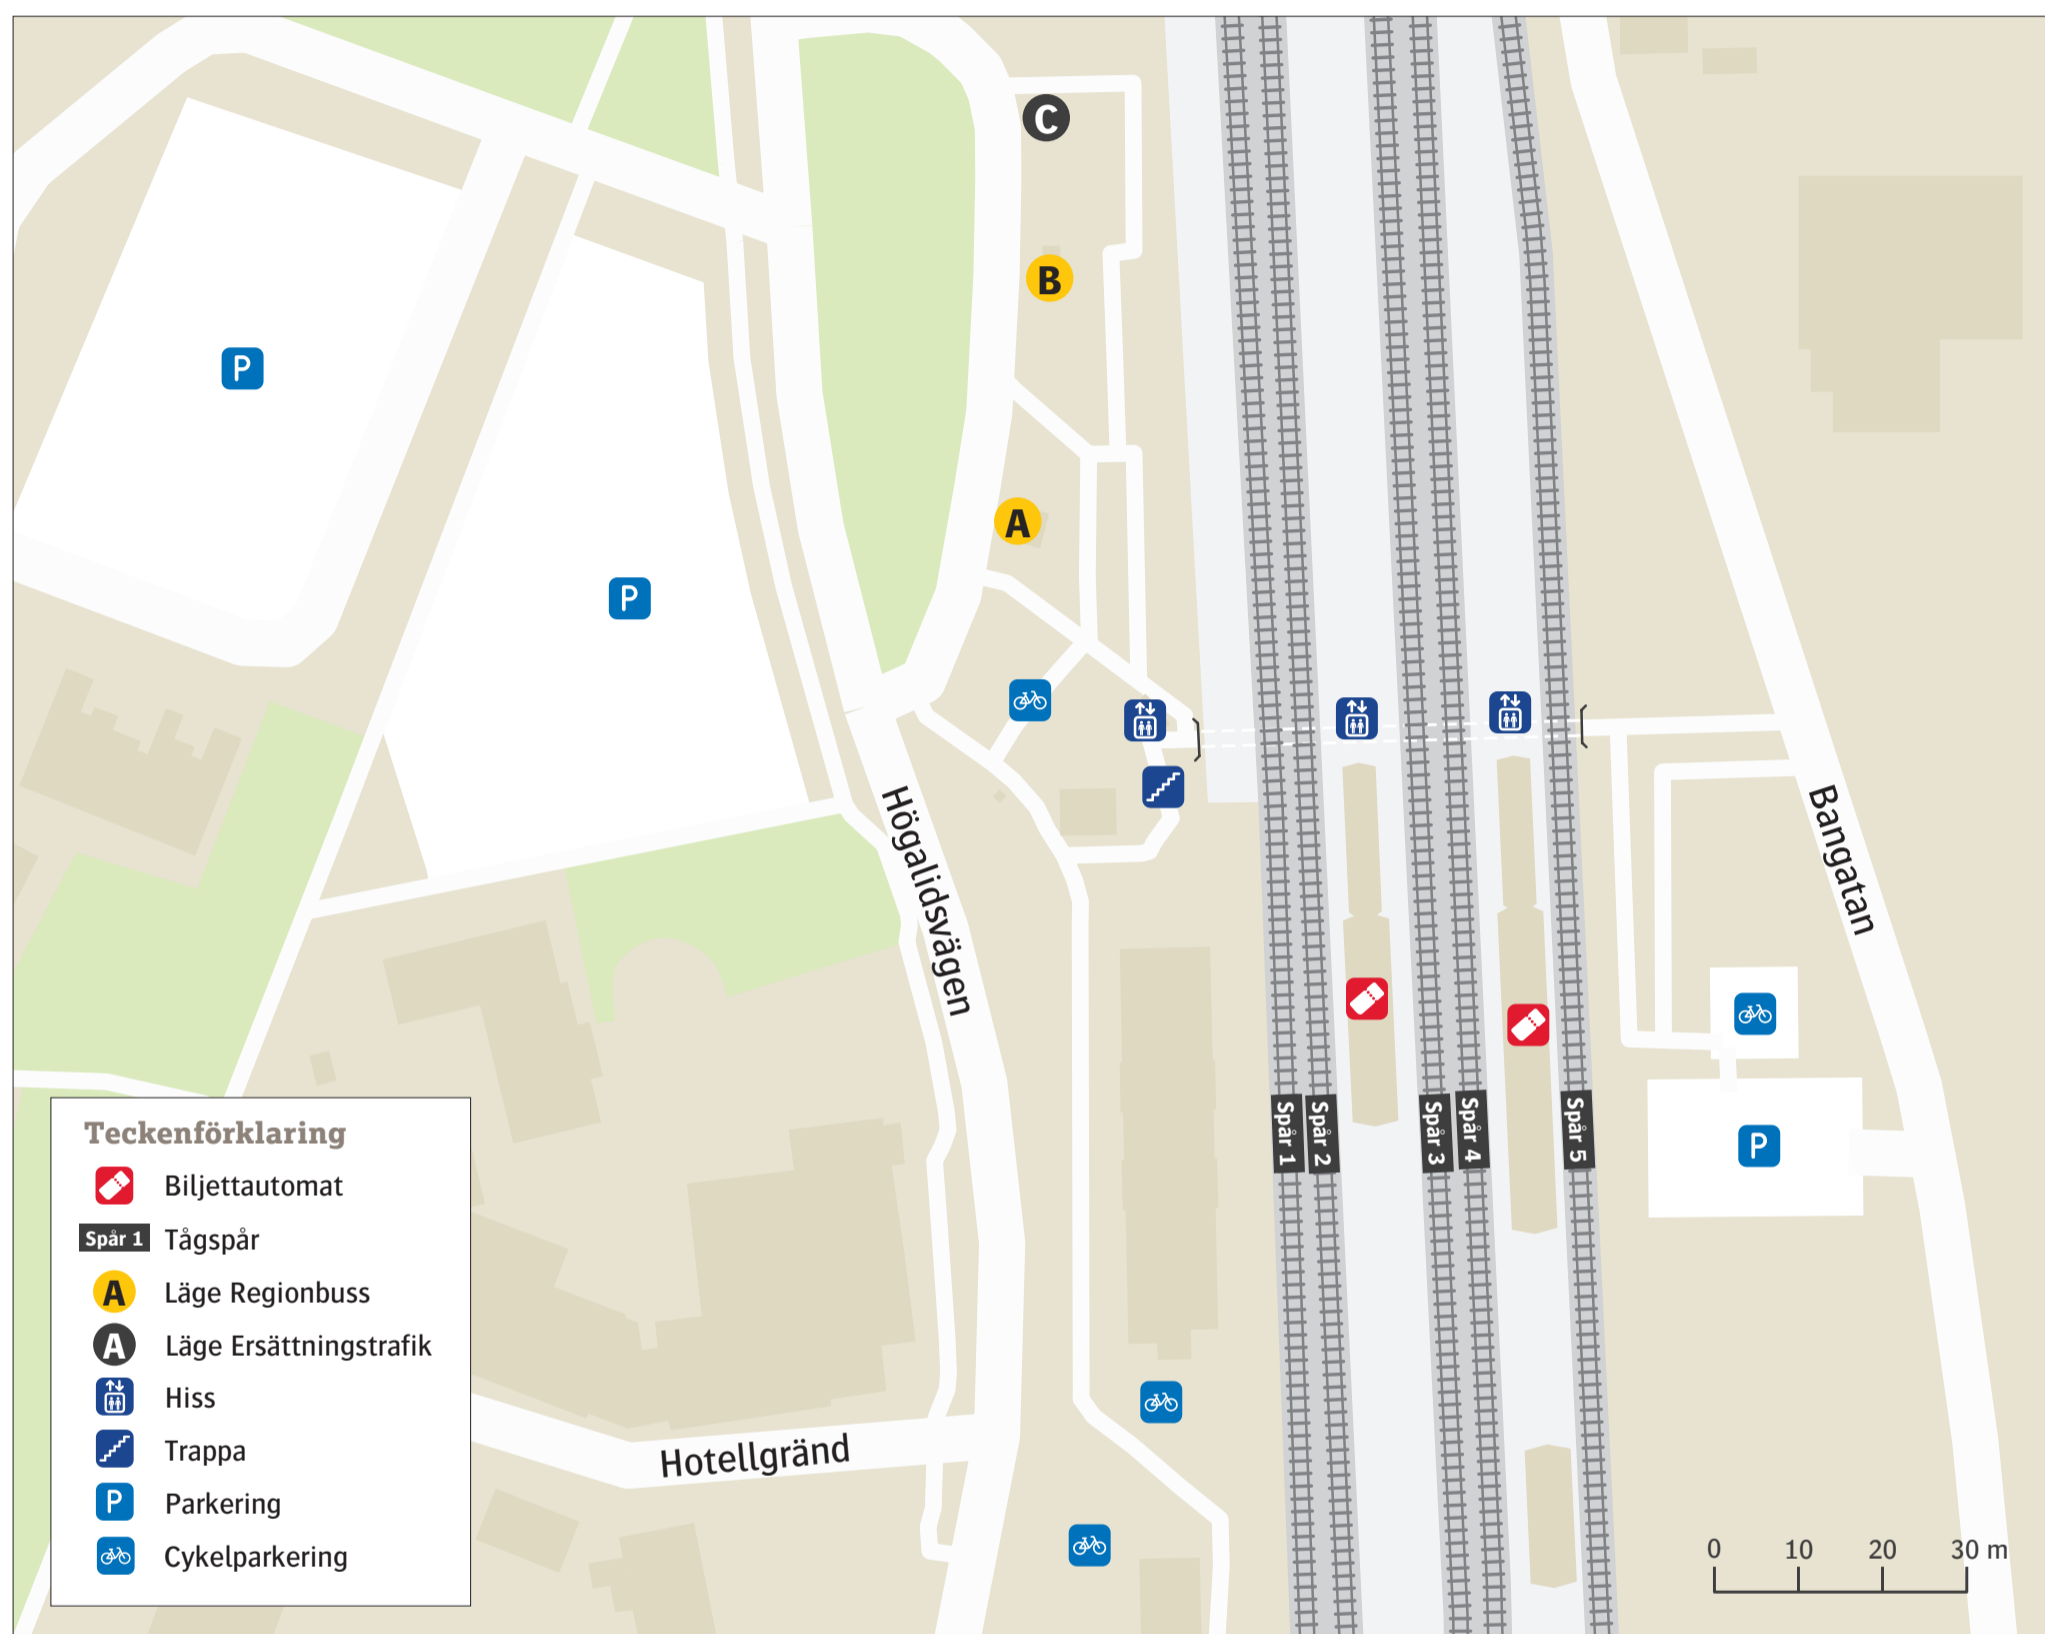 C
B
P
A
P
Högalidsvägen
Bangatan
Spår 1
Spår 2
Spår 3
Spår 4
Spår 5
P
Hotellgränd
Teckenförklaring
Biljettautomat
Spår 1 Tågspår
A Läge Regionbuss
A Läge Ersättningstrafik
Hiss
Trappa
P Parkering
Cykelparkering
0 10 20 30 m